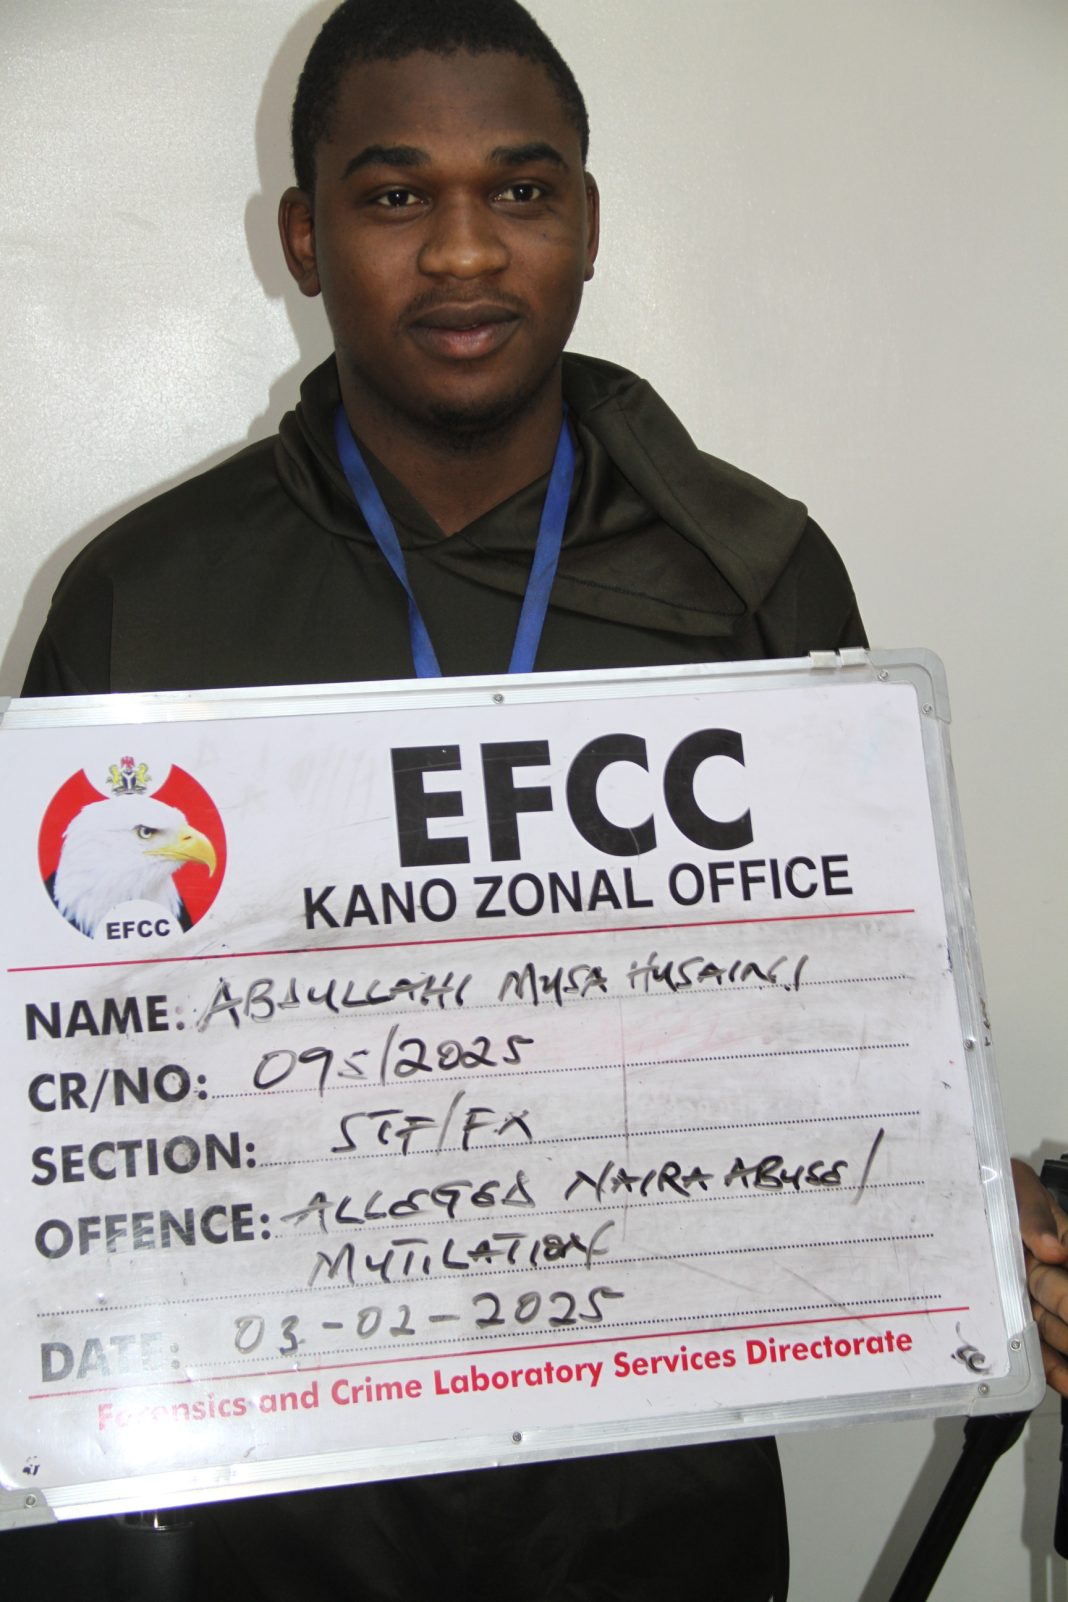 EFCC
KANO ZONAL OFFICE
EFCC
NAME: ABDULLAHI MUSA HUSAINI
CR/NO: 095/2025
SECTION: STF/FX
OFFENCE: ALLEGED NAIRA ABUSE/
MUTILATION
DATE: 03-02-2025
Forensics and Crime Laboratory Services Directorate